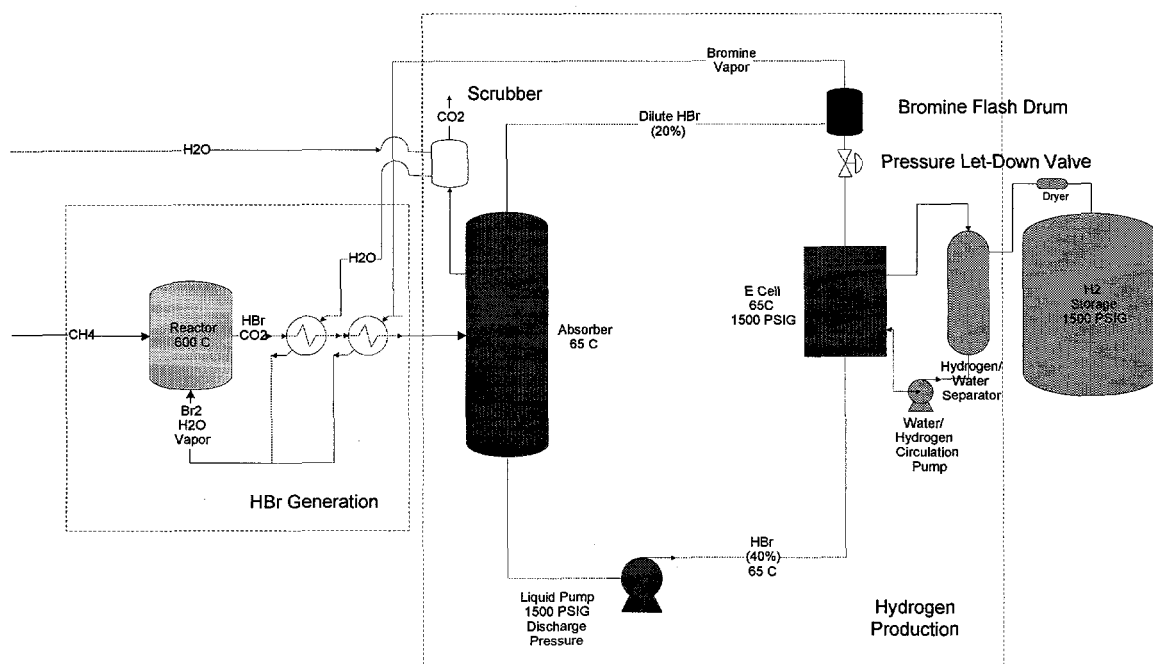 Bromine
Vapor
Scrubber
CO2
Dilute HBr
(20%)
Bromine Flash Drum
H2O
Pressure Let-Down Valve
Dryer
H2O
H2
Storage
1500 PSIG
E Cell
65C
1500 PSIG
Reactor
600 C
HBr
CO2
CH4
Absorber
65 C
Hydrogen/
Water
Separator
Br2
H2O
Vapor
Water/
Hydrogen
Circulation
Pump
HBr Generation
HBr
(40%)
65 C
Liquid Pump
1500 PSIG
Discharge
Pressure
Hydrogen
Production